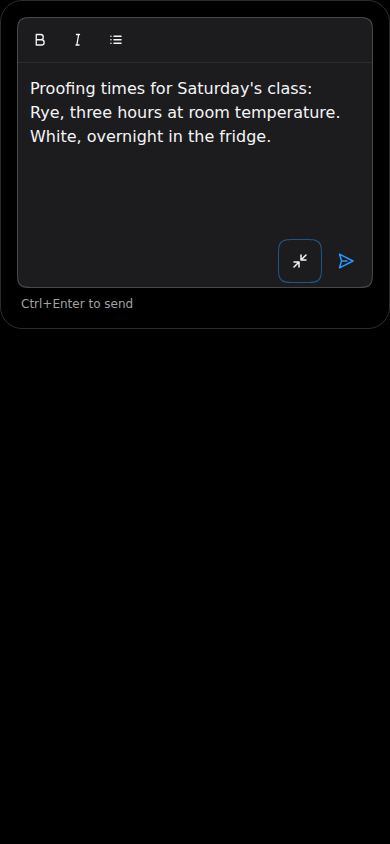 Proofing times for Saturday's class:
Rye, three hours at room temperature.
White, overnight in the fridge.
Ctrl+Enter to send